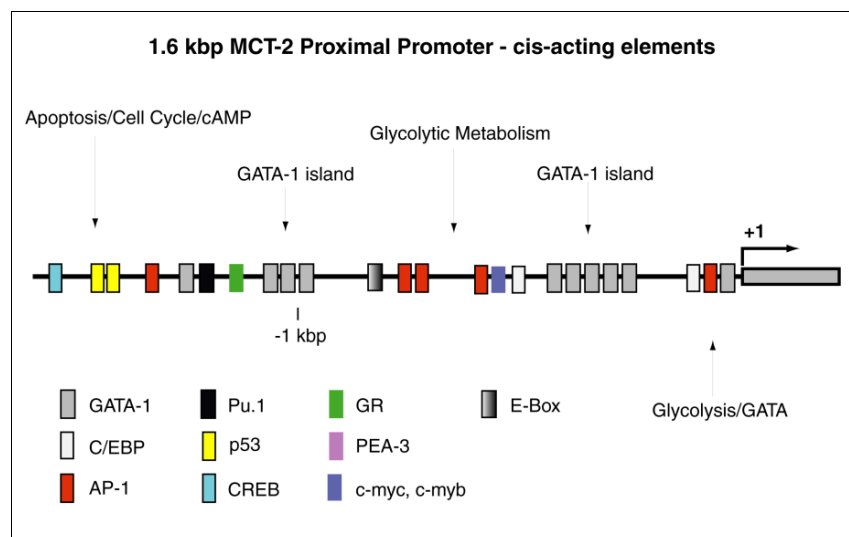 1.6 kbp MCT-2 Proximal Promoter - cis-acting elements
Apoptosis/Cell Cycle/cAMP
Glycolytic Metabolism
GATA-1 island
GATA-1 island
+1
-1 kbp
GATA-1
Pu.1
GR
E-Box
Glycolysis/GATA
C/EBP
p53
PEA-3
AP-1
CREB
c-myc, c-myb